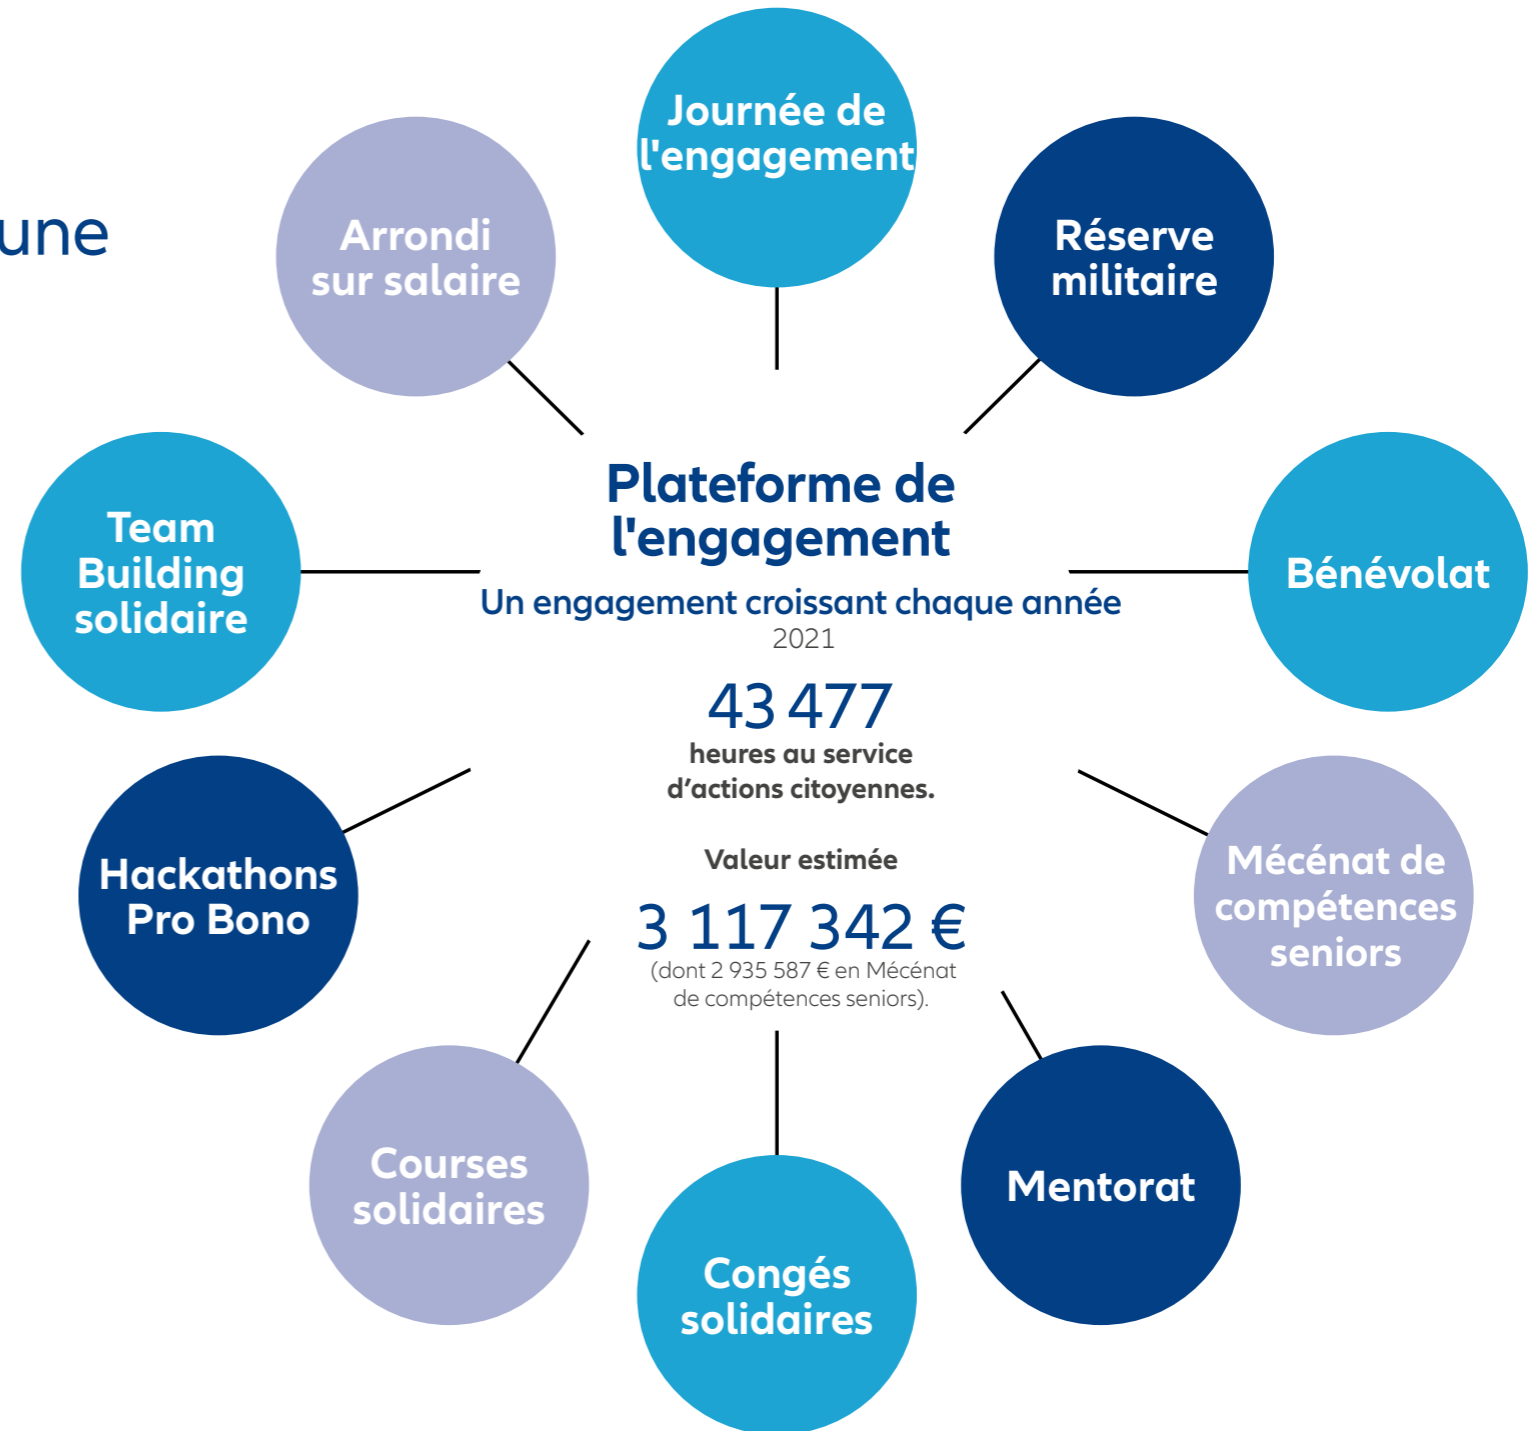 une
Journée de
l'engagement
Arrondi
sur salaire
Réserve
militaire
Team
Building
solidaire
Plateforme de
l'engagement
Un engagement croissant chaque année
2021
43 477
heures au service
d’actions citoyennes.
Valeur estimée
3 117 342 €
(dont 2 935 587 € en Mécénat
de compétences seniors).
Bénévolat
Hackathons
Pro Bono
Mécénat de
compétences
seniors
Courses
solidaires
Mentorat
Congés
solidaires